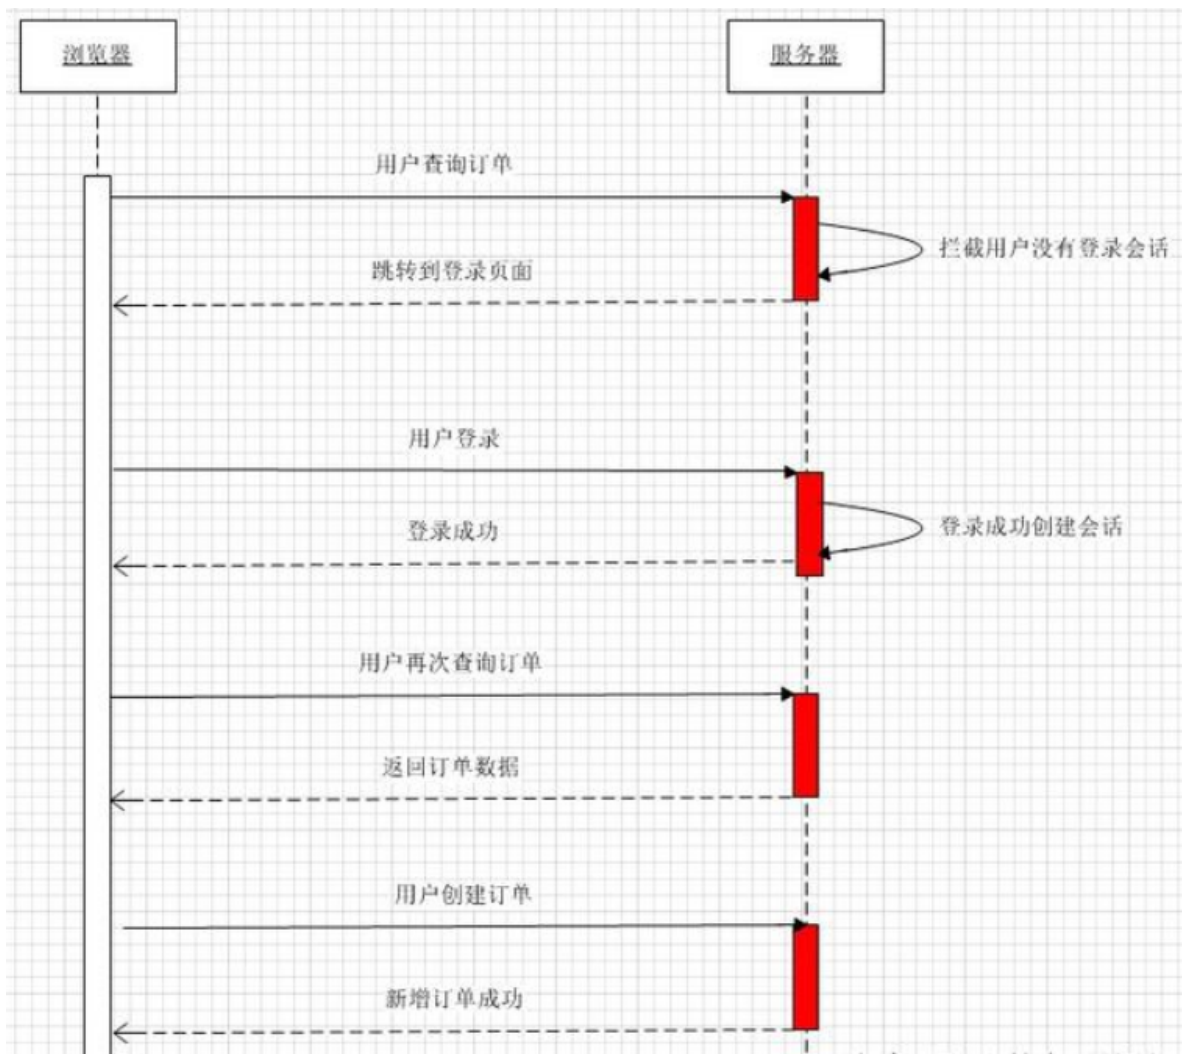 浏览器
服务器
用户查询订单
拦截用户没有登录会话
跳转到登录页面
用户登录
登录成功创建会话
登录成功
用户再次查询订单
返回订单数据
用户创建订单
新增订单成功